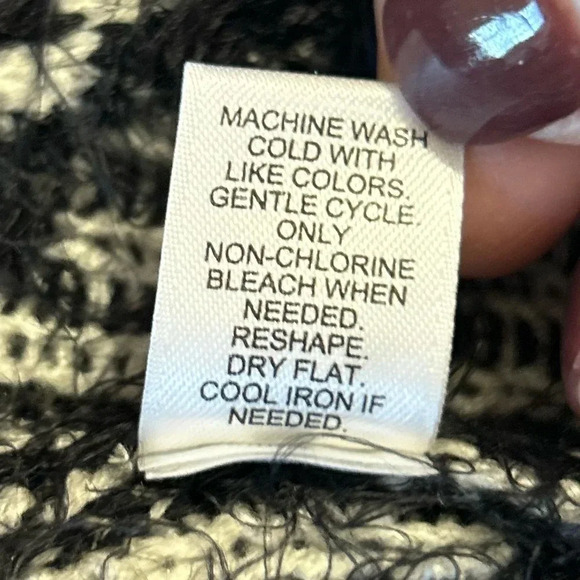 MACHINE WASH
COLD WITH
LIKE COLORS.
GENTLE CYCLE.
ONLY
NON-CHLORINE
BLEACH WHEN
NEEDED.
RESHAPE.
DRY FLAT.
COOL IRON IF
NEEDED.